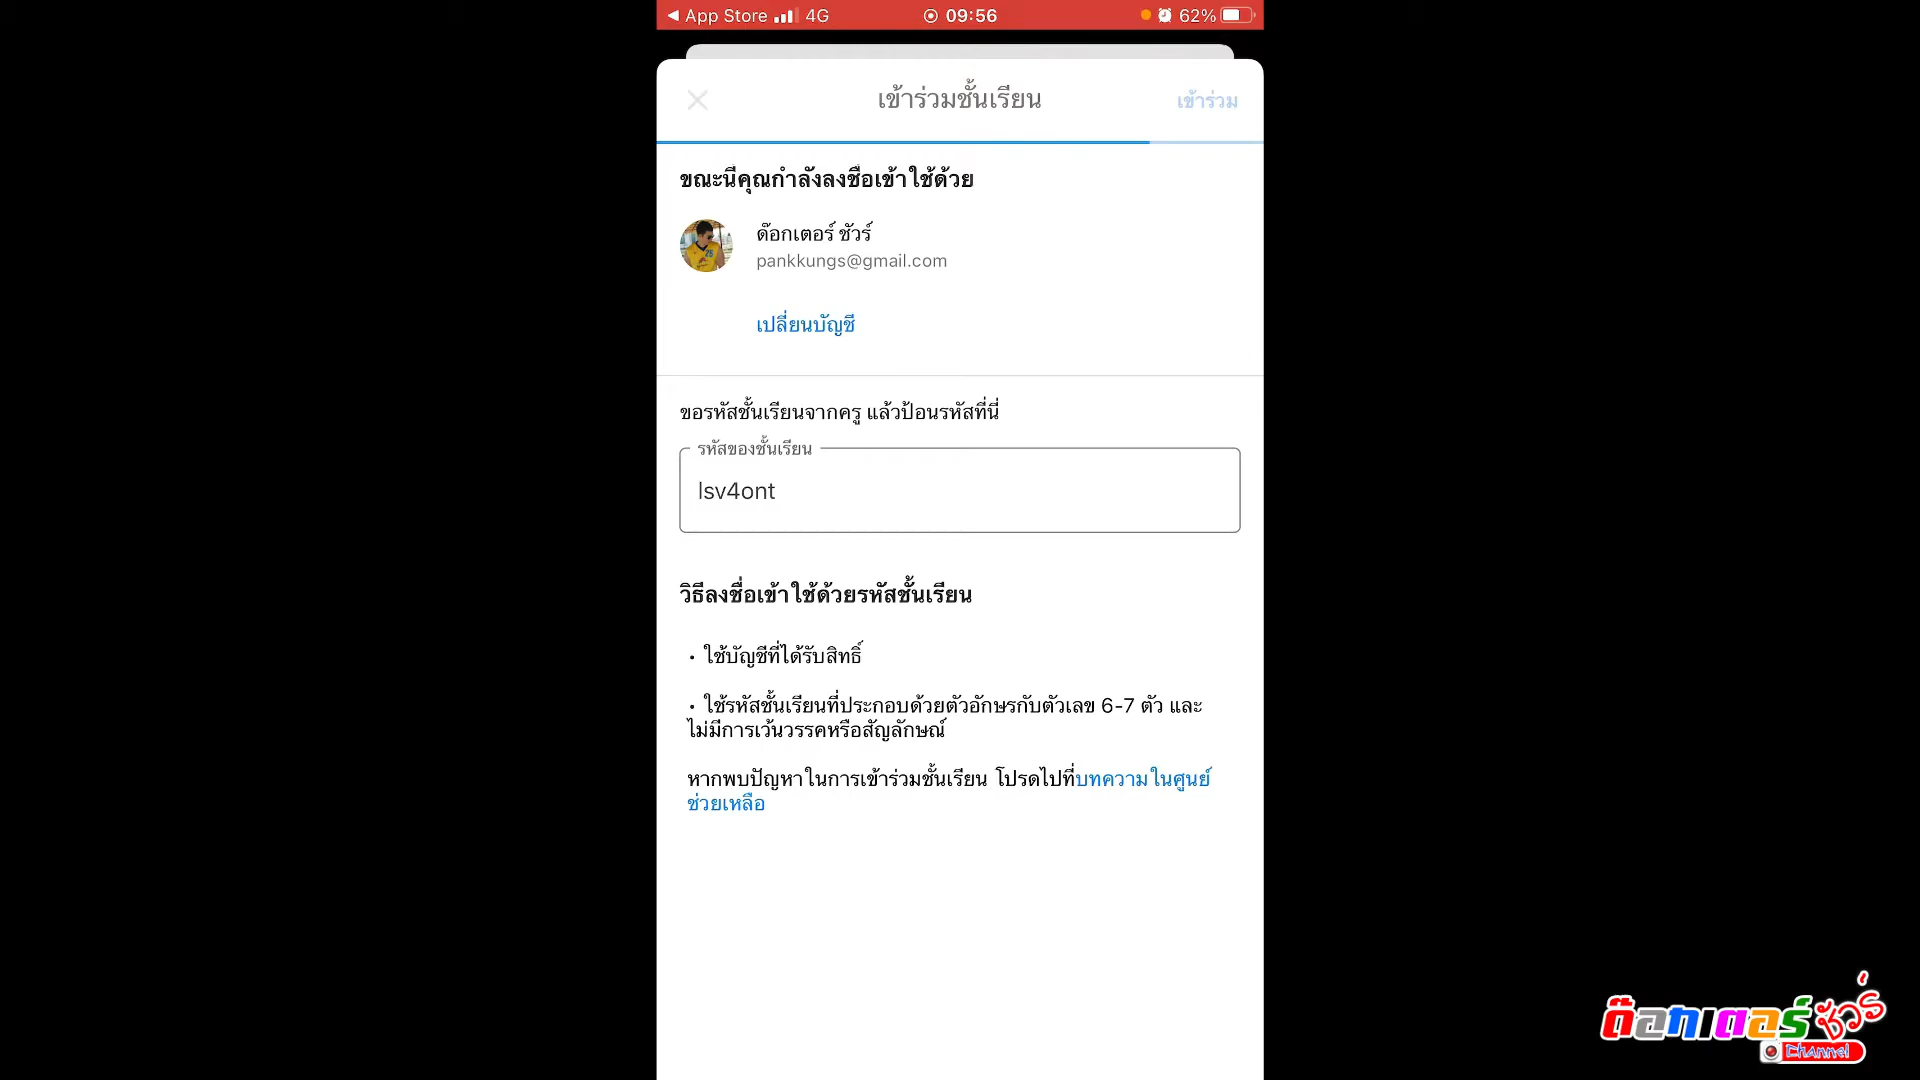 App Store 4G 09:56 62%
เข้าร่วมชั้นเรียน เข้าร่วม
ขณะนี้คุณกำลังลงชื่อเข้าใช้ด้วย
ด๊อกเตอร์ ชัวร์
pankkungs@gmail.com
เปลี่ยนบัญชี
ขอรหัสชั้นเรียนจากครู แล้วป้อนรหัสที่นี่
รหัสของชั้นเรียน
lsv4ont
วิธีลงชื่อเข้าใช้ด้วยรหัสชั้นเรียน
• ใช้บัญชีที่ได้รับสิทธิ์
• ใช้รหัสชั้นเรียนที่ประกอบด้วยตัวอักษรกับตัวเลข 6-7 ตัว และ
ไม่มีการเว้นวรรคหรือสัญลักษณ์
หากพบปัญหาในการเข้าร่วมชั้นเรียน โปรดไปที่บทความในศูนย์
ช่วยเหลือ
ด๊อกเตอร์ ชัวร์
Channel